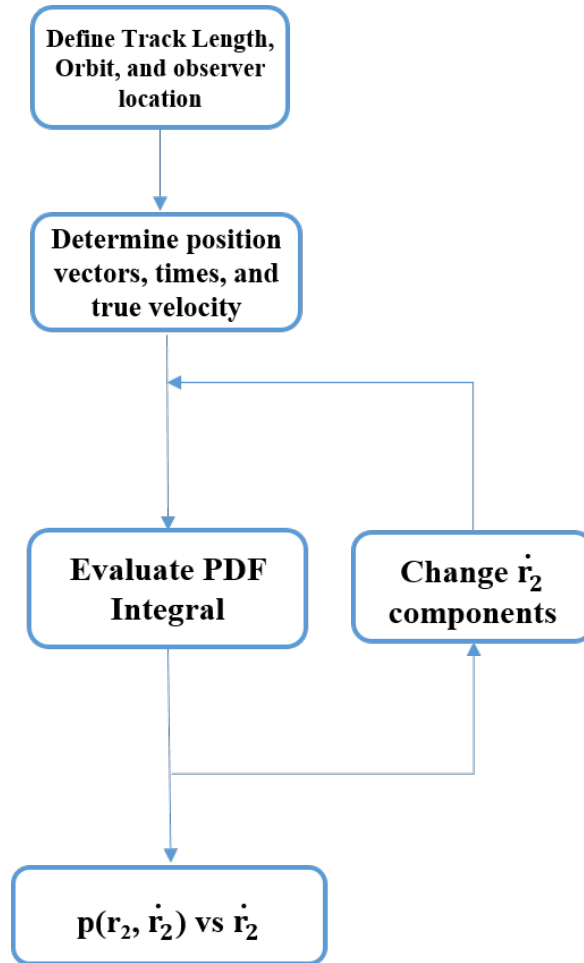 Define Track Length,
Orbit, and observer
location
Determine position
vectors, times, and
true velocity
Evaluate PDF
Integral
Change ṙ₂
components
p(r₂, ṙ₂) vs ṙ₂